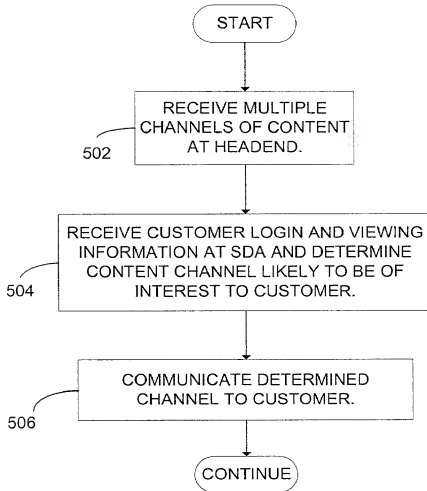 START
RECEIVE MULTIPLE
CHANNELS OF CONTENT
AT HEADEND.
502
RECEIVE CUSTOMER LOGIN AND VIEWING
INFORMATION AT SDA AND DETERMINE
CONTENT CHANNEL LIKELY TO BE OF
INTEREST TO CUSTOMER.
504
COMMUNICATE DETERMINED
CHANNEL TO CUSTOMER.
506
CONTINUE